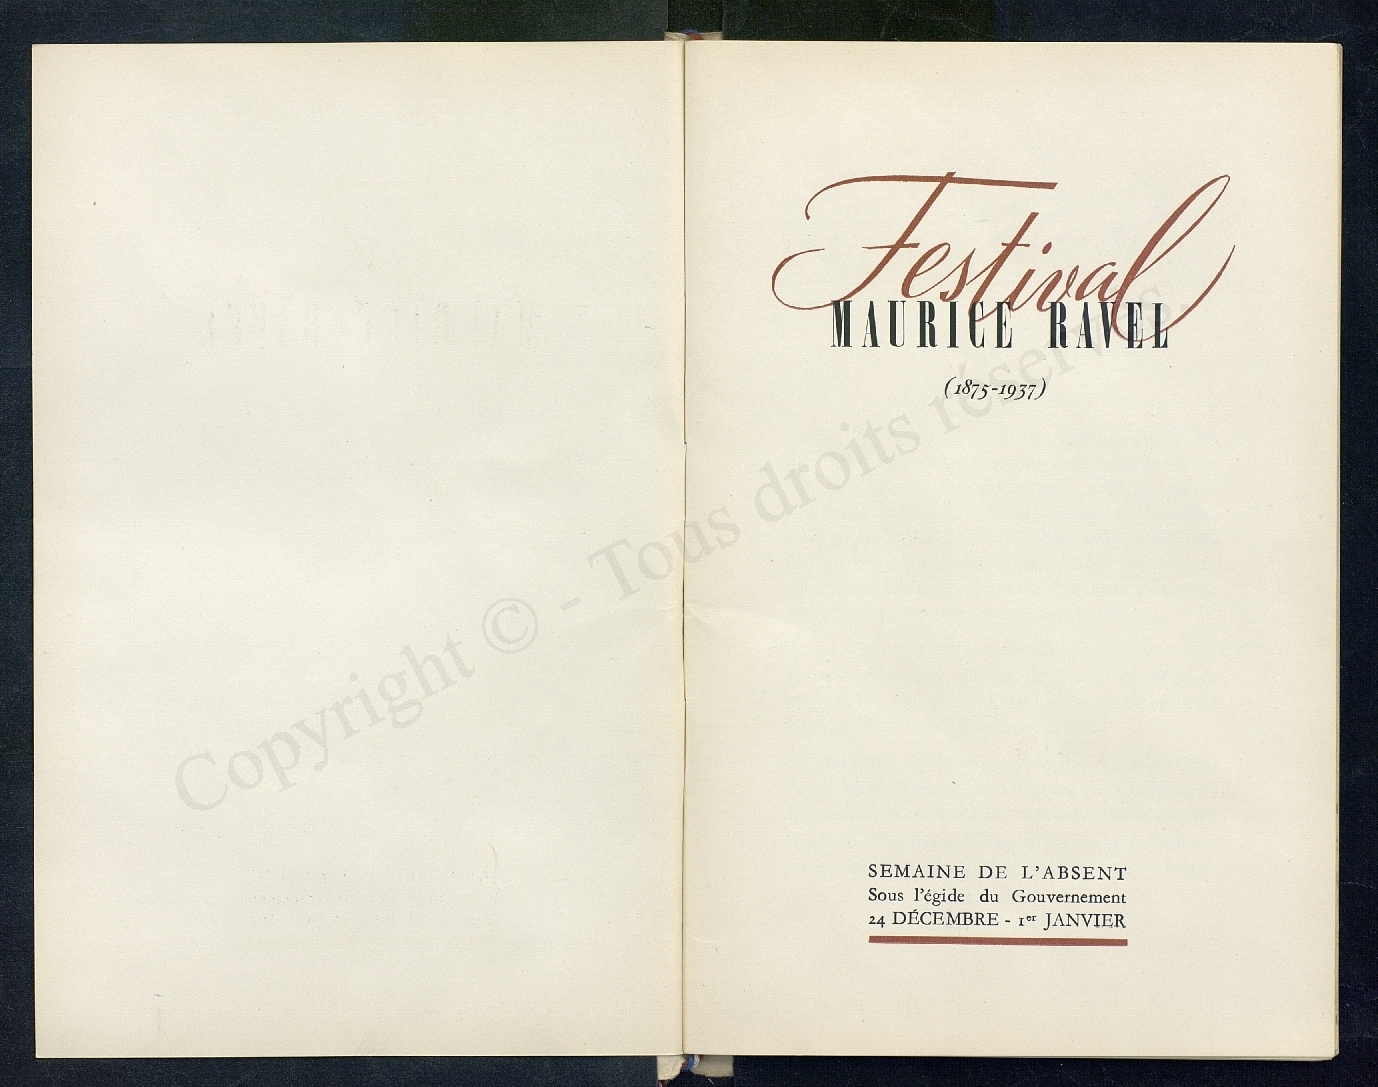 Festival
MAURICE RAVEL
(1875-1937)
Copyright © - Tous droits réservés.
SEMAINE DE L'ABSENT
Sous l'égide du Gouvernement
24 DÉCEMBRE - 1er JANVIER